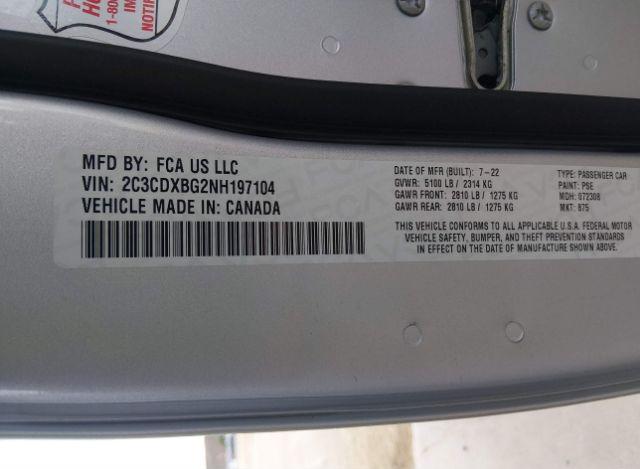 1-800
NOTIF
MFD BY: FCA US LLC
VIN: 2C3CDXBG2NH197104
VEHICLE MADE IN: CANADA
DATE OF MFR (BUILT): 7-22
GVWR: 5100 LB / 2314 KG
GAWR FRONT: 2810 LB / 1275 KG
GAWR REAR: 2810 LB / 1275 KG
TYPE: PASSENGER CAR
PAINT: PSE
MDH: 072308
MKT: 875
THIS VEHICLE CONFORMS TO ALL APPLICABLE U.S.A. FEDERAL MOTOR
VEHICLE SAFETY, BUMPER, AND THEFT PREVENTION STANDARDS
IN EFFECT ON THE DATE OF MANUFACTURE SHOWN ABOVE.